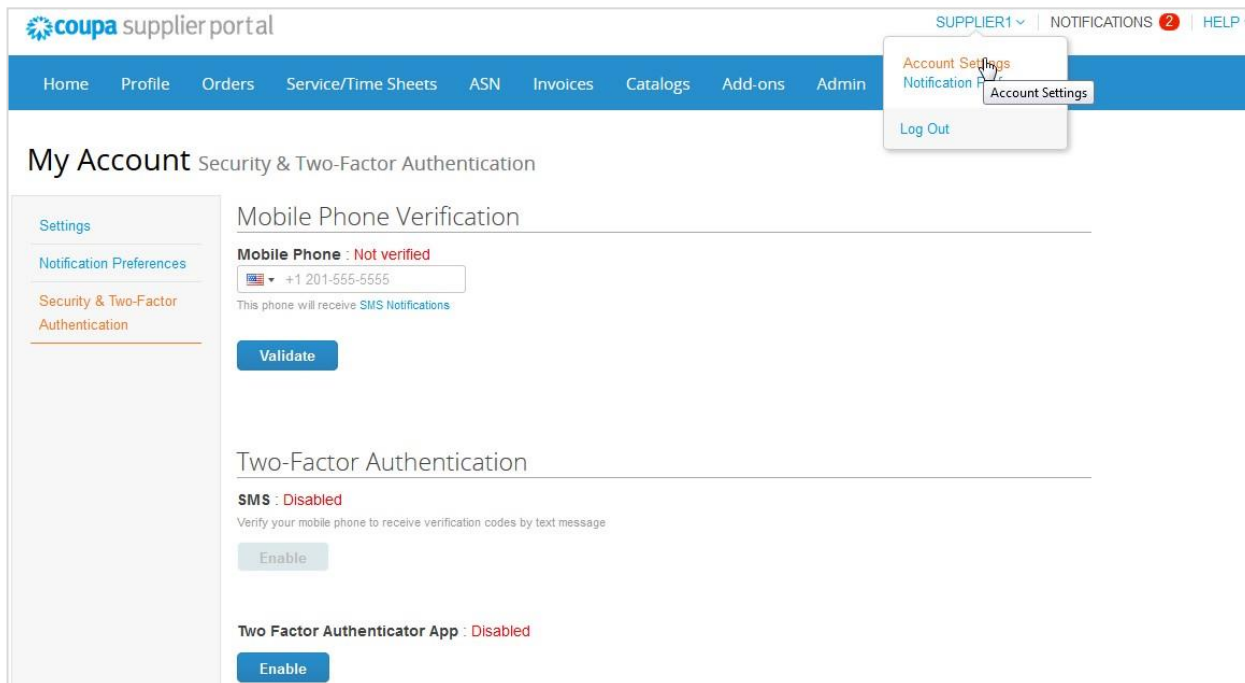 coupa supplier portal
SUPPLIER1
NOTIFICATIONS 2
HELP
Account Settings
Notification
Account Settings
Log Out
Home Profile Orders Service/Time Sheets ASN Invoices Catalogs Add-ons Admin
My Account Security & Two-Factor Authentication
Settings
Notification Preferences
Security & Two-Factor
Authentication
Mobile Phone Verification
Mobile Phone : Not verified
+1 201-555-5555
This phone will receive SMS Notifications
Validate
Two-Factor Authentication
SMS : Disabled
Verify your mobile phone to receive verification codes by text message
Enable
Two Factor Authenticator App : Disabled
Enable